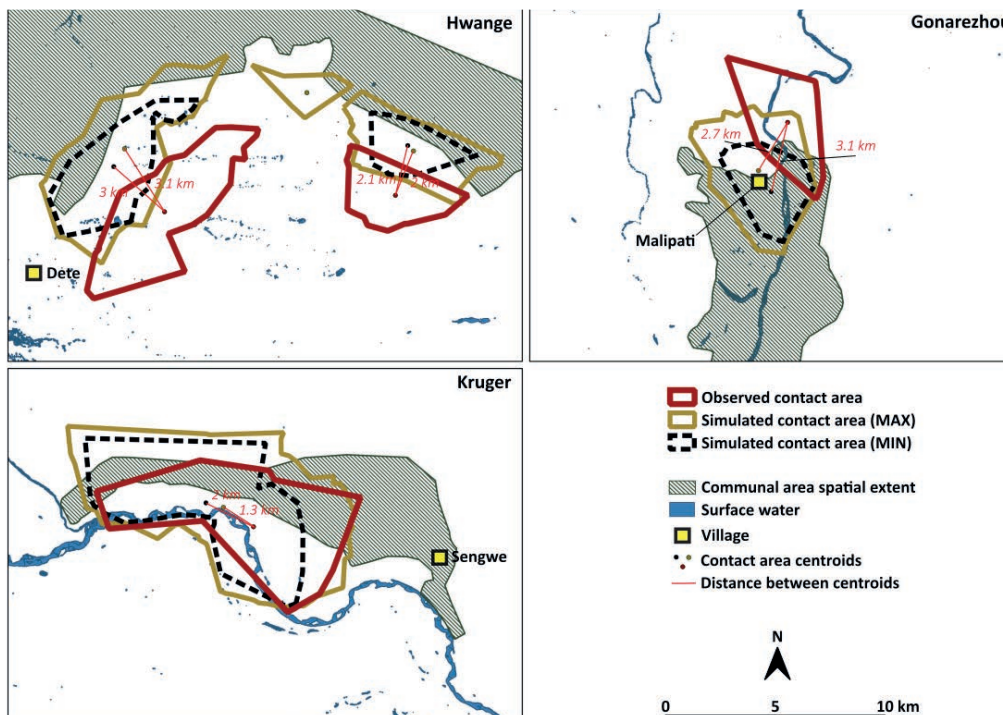 Hwange
3 km
3.1 km
2.1 km
2 km
Dete
Gonarezhou
2.7 km
3.1 km
Malipati
Kruger
2 km
1.3 km
Sengwe
Observed contact area
Simulated contact area (MAX)
Simulated contact area (MIN)
Communal area spatial extent
Surface water
Village
Contact area centroids
Distance between centroids
N
0 5 10 km